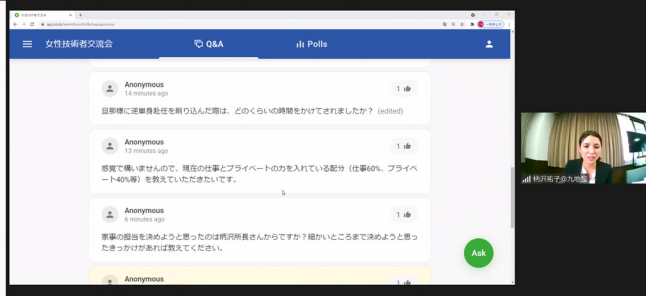 女性技術者交流会
Q&A
Polls
Anonymous
14 minutes ago
1
旦那様に逆単身赴任を刷り込んだ際は、どのくらいの時間をかけてされましたか？ (edited)
Anonymous
13 minutes ago
1
感覚で構いませんので、現在の仕事とプライベートの力を入れている配分（仕事60%、プライベ
ート40%等）を教えていただきたいです。
Anonymous
6 minutes ago
1
家事の担当を決めようと思ったのは柄沢所長さんからですか？細かいところまで決めようと思っ
たきっかけがあれば教えてください。
Ask
Anonymous
1
柄沢祐子@九地整